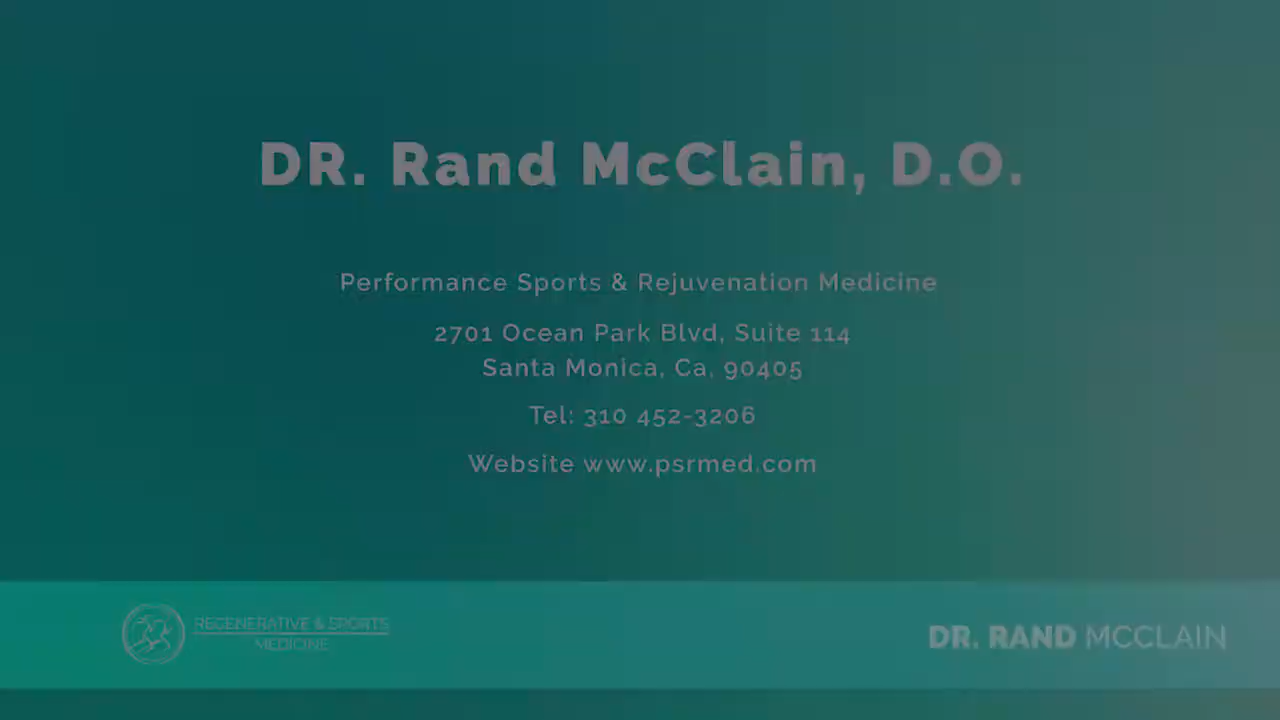 DR. Rand McClain, D.O.
Performance Sports & Rejuvenation Medicine
2701 Ocean Park Blvd, Suite 114
Santa Monica, Ca, 90405
Tel: 310 452-3206
Website www.psrmed.com
REGENERATIVE & SPORTS
MEDICINE
DR. RAND MCCLAIN